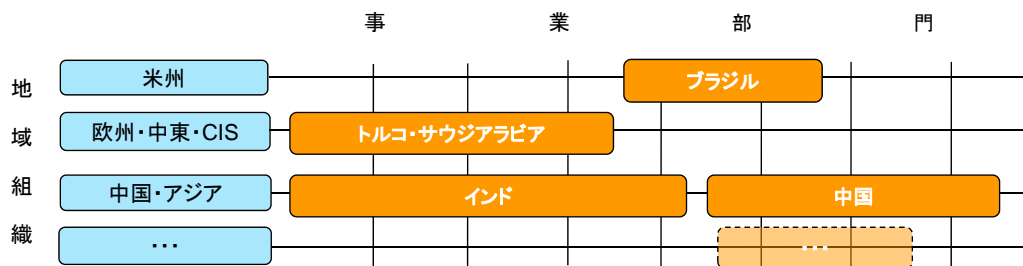 事業部門
地域組織
米州
ブラジル
欧州・中東・CIS
トルコ・サウジアラビア
中国・アジア
インド
中国
・・・
・・・